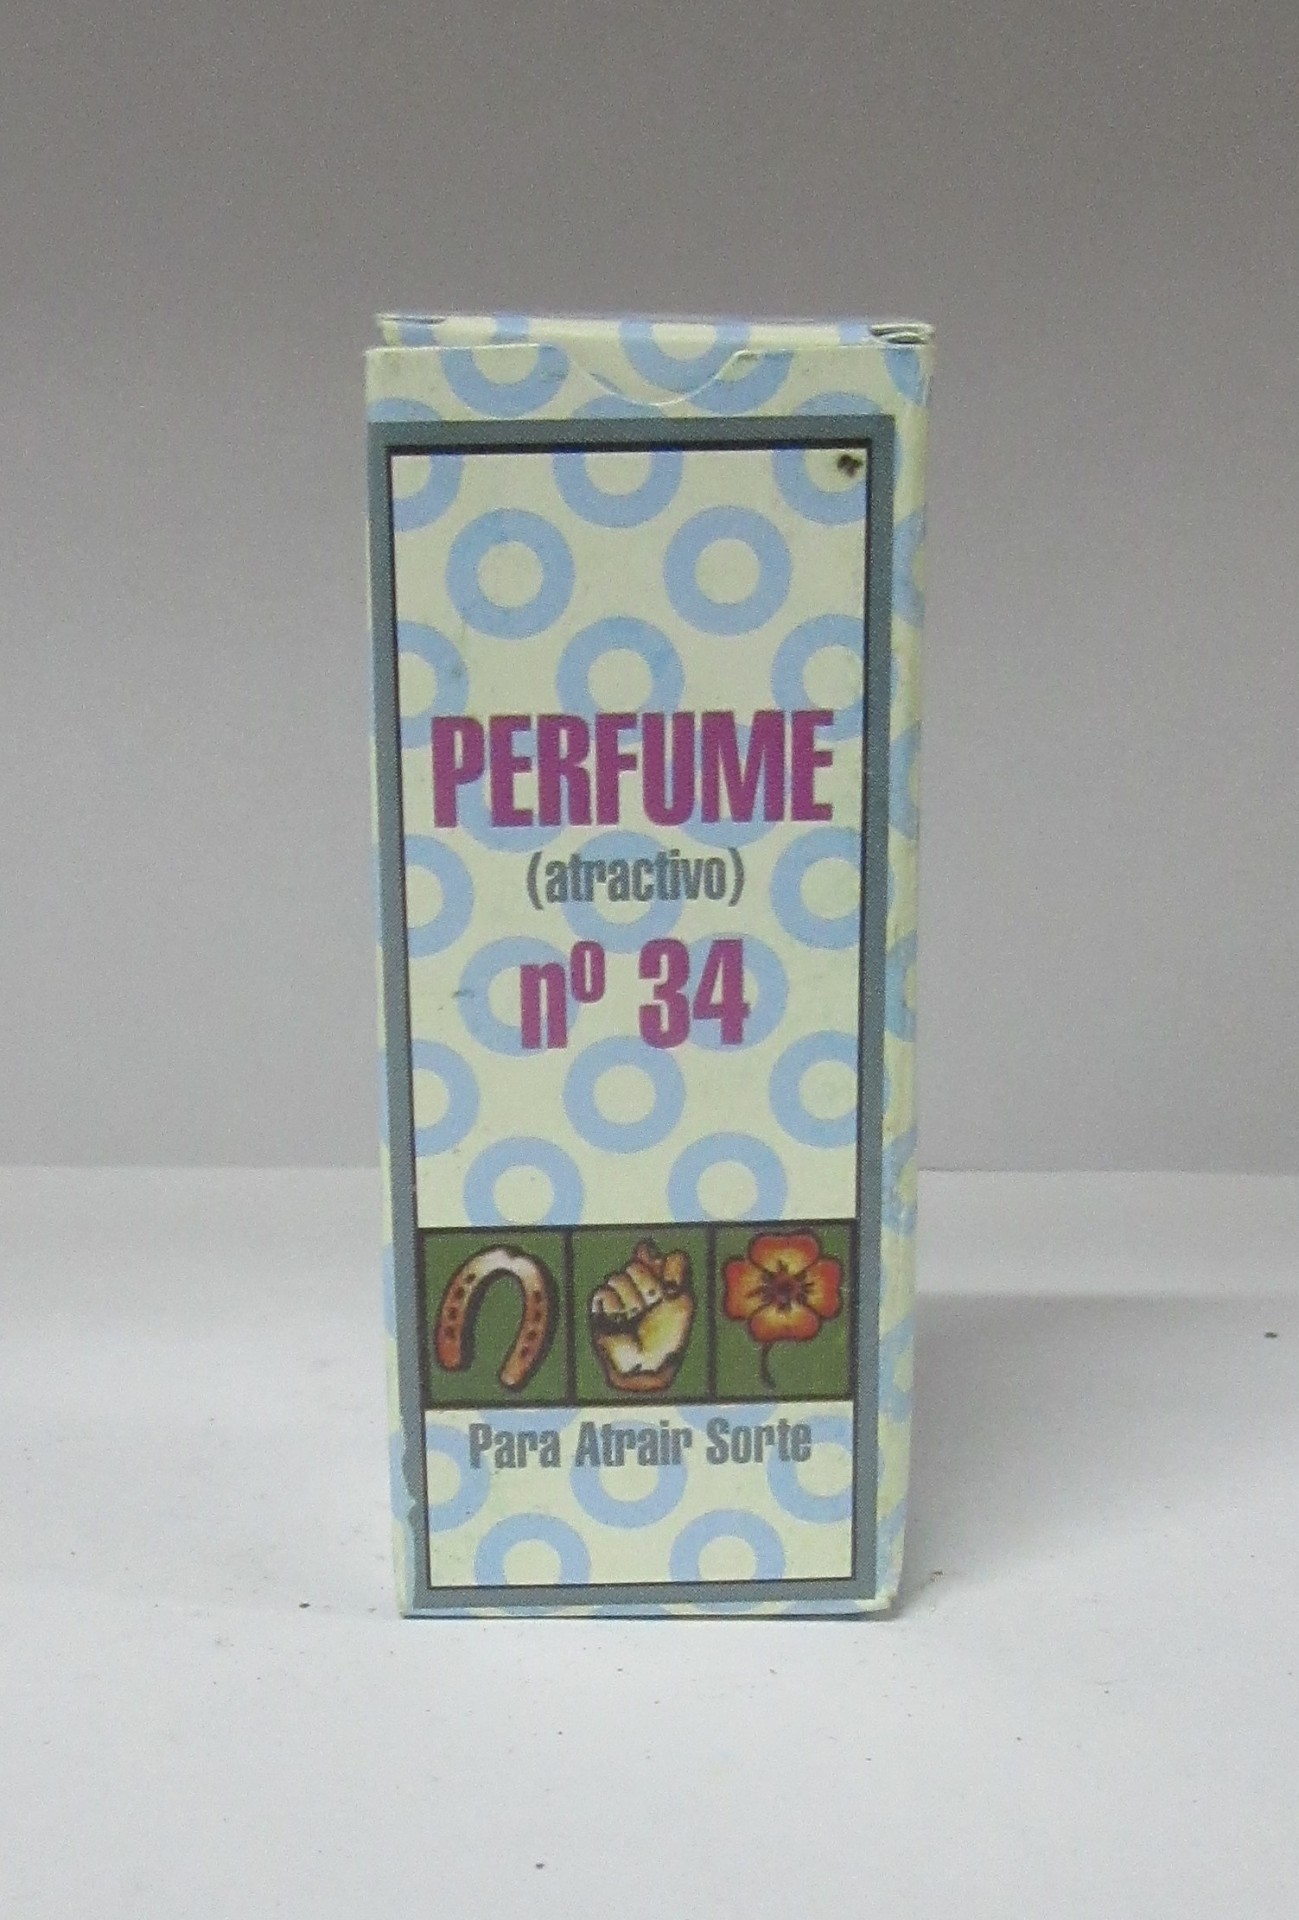 PERFUME
(atractivo)
nº 34
Para Atrair Sorte